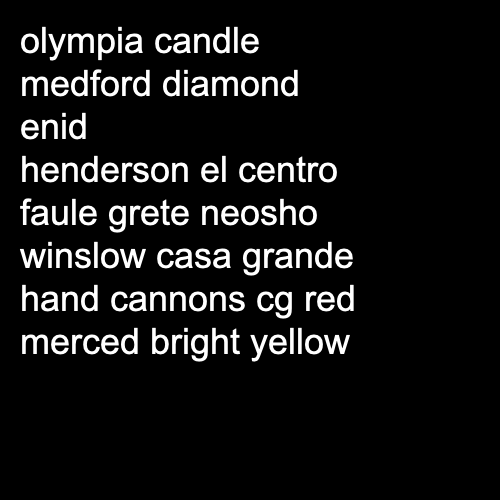 olympia candle
medford diamond
enid
henderson el centro
faule grete neosho
winslow casa grande
hand cannons cg red
merced bright yellow